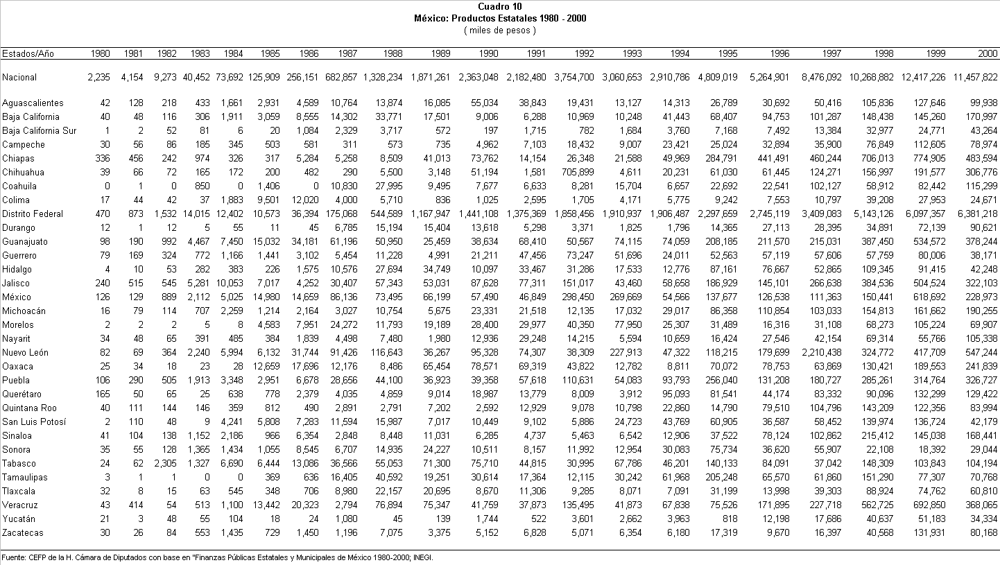 Cuadro 10
México: Productos Estatales 1980 - 2000
( miles de pesos )
Estados/Año 1980 1981 1982 1983 1984 1985 1986 1987 1988 1989 1990 1991 1992 1993 1994 1995 1996 1997 1998 1999 2000
Nacional 2,235 4,154 9,273 40,452 73,692 125,909 256,151 682,857 1,328,234 1,871,261 2,363,048 2,182,480 3,754,700 3,060,653 2,910,786 4,809,019 5,264,901 8,476,092 10,268,882 12,417,226 11,457,822
Aguascalientes 42 128 218 433 1,661 2,931 4,589 10,764 13,874 16,085 55,034 38,843 19,431 13,127 14,313 26,789 30,692 50,416 105,836 127,646 99,938
Baja California 40 48 116 306 1,911 3,059 8,555 14,302 33,771 17,501 9,006 6,288 10,969 10,248 41,443 68,407 94,753 101,287 148,438 145,260 170,997
Baja California Sur 1 2 52 81 6 20 1,084 2,329 3,717 572 197 1,715 782 1,684 3,760 7,168 7,492 13,384 32,977 24,771 43,264
Campeche 30 56 86 185 345 503 581 311 573 735 4,962 7,103 18,432 9,007 23,421 25,024 32,894 35,900 76,849 112,605 78,974
Chiapas 336 456 242 974 326 317 5,284 5,258 8,509 41,013 73,762 14,154 26,348 21,588 49,969 284,791 441,491 460,244 706,013 774,905 483,594
Chihuahua 39 66 72 165 172 200 482 290 5,500 3,148 51,194 1,581 705,899 4,611 20,231 61,030 61,445 124,271 156,997 191,577 306,776
Coahuila 0 1 0 850 0 1,406 0 10,830 27,995 9,495 7,677 6,633 8,281 15,704 6,657 22,692 22,541 102,127 58,912 82,442 115,299
Colima 17 44 42 37 1,883 9,501 12,020 4,000 5,710 836 1,025 2,595 1,705 4,171 5,775 9,242 7,553 10,797 39,208 27,953 24,671
Distrito Federal 470 873 1,532 14,015 12,402 10,573 36,394 175,068 544,589 1,167,947 1,441,108 1,375,369 1,858,456 1,910,937 1,906,487 2,297,659 2,745,119 3,409,083 5,143,126 6,097,357 6,381,218
Durango 12 1 12 5 55 11 45 6,785 15,194 15,404 13,618 5,298 3,371 1,825 1,796 14,365 27,113 28,395 34,891 72,139 90,621
Guanajuato 98 190 992 4,467 7,450 15,032 34,181 61,196 50,950 25,459 38,634 68,410 50,567 74,115 74,059 208,185 211,570 215,031 387,450 534,572 378,244
Guerrero 79 169 324 772 1,166 1,441 3,102 5,454 11,228 4,991 21,211 47,456 73,247 51,696 24,011 52,563 57,119 57,606 57,759 80,006 38,171
Hidalgo 4 10 53 282 383 226 1,575 10,576 27,694 34,749 10,097 33,467 31,286 17,533 12,776 87,161 76,667 52,865 109,345 91,415 42,248
Jalisco 240 515 545 5,281 10,053 7,017 4,252 30,407 57,343 53,031 87,628 77,311 151,017 43,460 58,658 186,929 145,101 266,638 384,536 504,524 322,103
México 126 129 889 2,112 5,025 14,980 14,659 86,136 73,495 66,199 57,490 46,849 298,450 269,669 54,566 137,677 126,538 111,363 150,441 618,692 228,973
Michoacán 16 79 114 707 2,259 1,214 2,164 3,027 10,754 5,675 23,331 21,518 12,135 17,032 29,017 86,358 110,854 103,033 154,813 161,662 190,255
Morelos 2 2 2 5 8 4,583 7,951 24,272 11,793 19,189 28,400 29,977 40,350 77,950 25,307 31,489 16,316 31,108 68,273 105,224 69,907
Nayarit 34 48 65 391 485 384 1,839 4,498 7,480 1,980 12,936 29,248 14,215 5,594 10,659 16,424 27,546 42,154 69,314 55,766 105,338
Nuevo León 82 69 364 2,240 5,994 6,132 31,744 91,426 116,643 36,267 95,328 74,307 38,309 227,913 47,322 118,215 179,699 2,210,438 324,772 417,709 547,244
Oaxaca 25 34 18 23 28 12,659 17,696 12,176 8,486 65,454 78,571 69,319 43,822 12,782 8,811 70,072 78,753 63,869 130,421 189,553 241,839
Puebla 106 290 505 1,913 3,348 2,951 6,678 28,656 44,100 36,923 39,358 57,618 110,631 54,083 93,793 256,040 131,208 180,727 285,261 314,764 326,727
Querétaro 165 50 65 25 638 778 2,379 4,035 4,859 9,014 18,987 13,779 8,009 3,912 95,093 81,541 44,174 83,332 90,096 132,299 129,422
Quintana Roo 40 111 144 146 359 812 490 2,891 2,791 7,202 2,592 12,929 9,078 10,798 22,860 14,790 79,510 104,796 143,209 122,356 83,994
San Luis Potosí 2 110 48 9 4,241 5,808 7,283 11,594 15,987 7,017 10,449 9,102 5,886 24,723 43,769 60,905 36,587 58,452 139,974 136,724 42,179
Sinaloa 41 104 138 1,152 2,186 966 6,354 2,848 8,448 11,031 6,285 4,737 5,463 6,542 12,906 37,522 78,124 102,862 215,412 145,038 168,441
Sonora 35 55 128 1,365 1,434 1,055 8,545 6,707 14,935 24,227 10,511 8,157 11,992 12,954 30,083 75,734 36,620 55,907 22,108 18,392 29,044
Tabasco 24 62 2,305 1,327 6,690 6,444 13,086 36,566 55,053 71,300 75,710 44,815 30,995 67,786 46,201 140,133 84,091 37,042 148,309 103,843 104,194
Tamaulipas 3 1 1 0 0 369 636 16,405 40,592 19,251 30,614 17,364 12,115 30,242 61,968 205,248 65,570 61,860 151,290 77,307 70,768
Tlaxcala 32 8 15 63 545 348 706 8,980 22,157 20,695 8,670 11,306 9,285 8,071 7,091 31,199 13,998 39,303 88,924 74,762 60,810
Veracruz 43 414 54 513 1,100 13,442 20,323 2,794 76,894 75,347 41,759 37,873 135,495 41,873 67,838 75,526 171,895 227,718 562,725 692,850 368,065
Yucatán 21 3 48 55 104 18 24 1,080 45 139 1,744 522 3,601 2,662 3,963 818 12,198 17,686 40,637 51,183 34,334
Zacatecas 30 26 84 553 1,435 729 1,450 1,196 7,075 3,375 5,152 6,828 5,071 6,354 6,180 17,319 9,670 16,397 40,568 131,931 80,168
Fuente: CEFP de la H. Cámara de Diputados con base en "Finanzas Públicas Estatales y Municipales de México 1980-2000; INEGI.